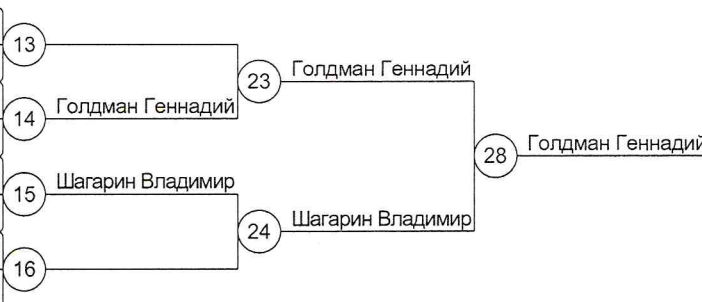 13
Голдман Геннадий
23
14 Голдман Геннадий
28 Голдман Геннадий
15 Шагарин Владимир
Шагарин Владимир
24
16